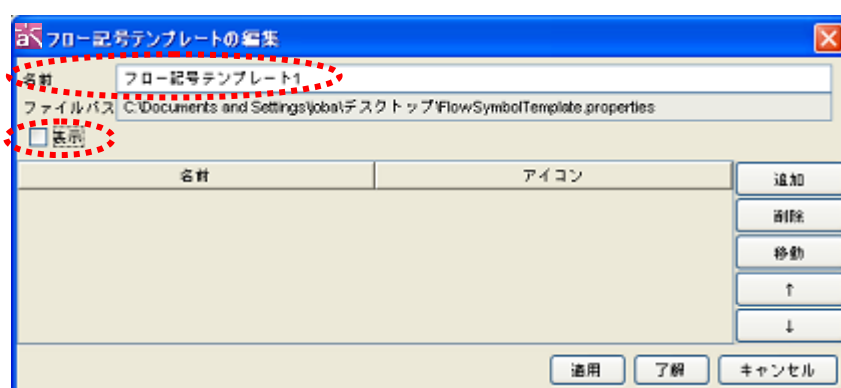 フロー記号テンプレートの編集
名前 フロー記号テンプレート1
ファイルパス C:\Documents and Settings\joba\デスクトップ\FlowSymbolTemplate.properties
表示
名前 アイコン
追加
削除
移動
↑
↓
適用 了解 キャンセル